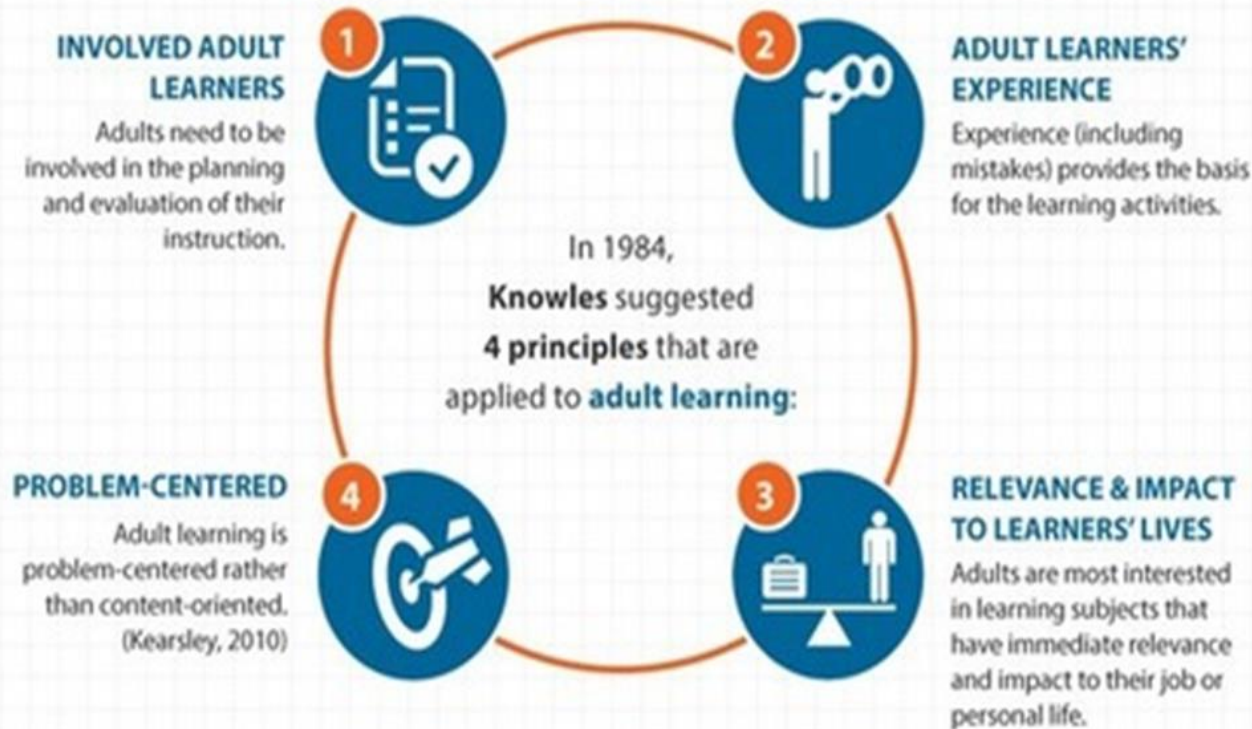 1
INVOLVED ADULT
LEARNERS
Adults need to be
involved in the planning
and evaluation of their
instruction.
2
ADULT LEARNERS’
EXPERIENCE
Experience (including
mistakes) provides the basis
for the learning activities.
In 1984,
Knowles suggested
4 principles that are
applied to adult learning:
3
RELEVANCE & IMPACT
TO LEARNERS’ LIVES
Adults are most interested
in learning subjects that
have immediate relevance
and impact to their job or
personal life.
4
PROBLEM-CENTERED
Adult learning is
problem-centered rather
than content-oriented.
(Kearsley, 2010)